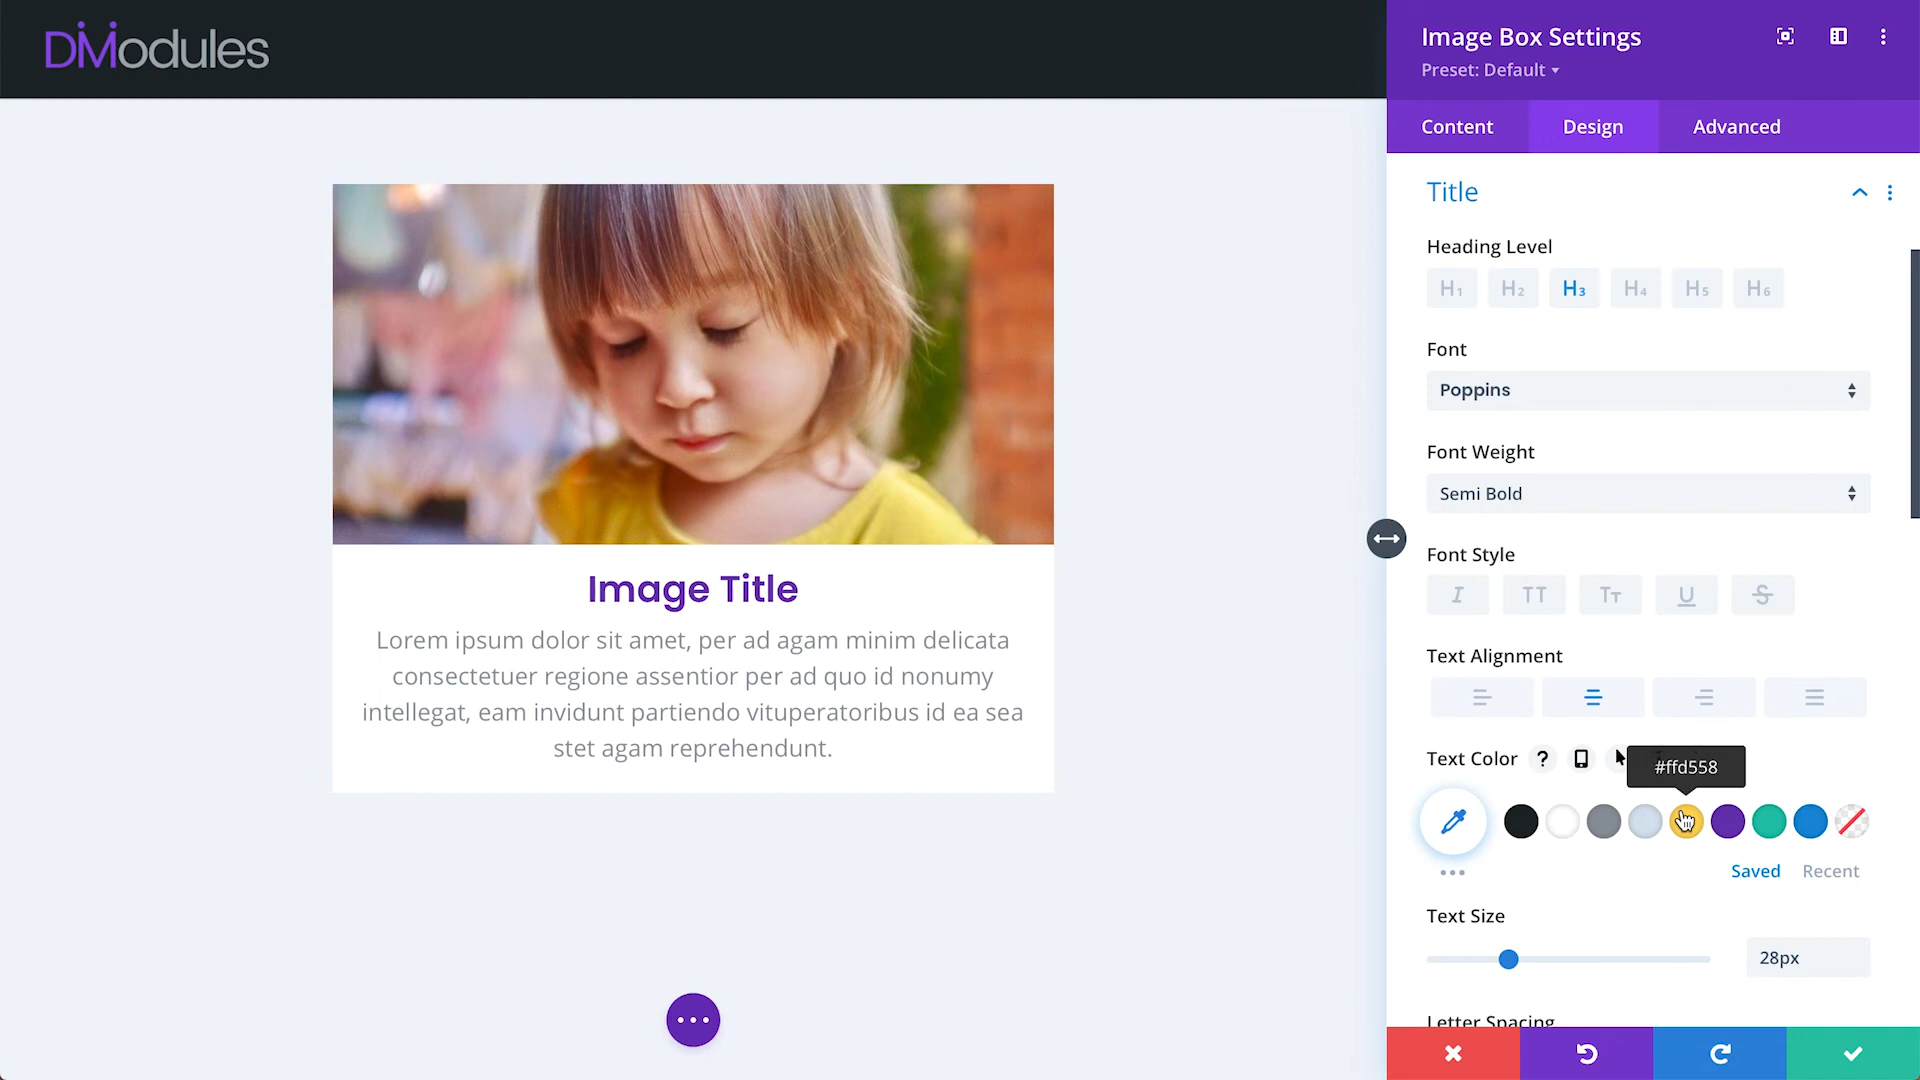 DiModules
Image Box Settings
Preset: Default
Content
Design
Advanced
Title
Heading Level
H1
H2
H3
H4
H5
H6
Font
Poppins
Font Weight
Semi Bold
Font Style
I
TT
TT
U
S
Text Alignment
Text Color ?
#ffd558
Saved
Recent
Text Size
28px
Letter Spacing
Image Title
Lorem ipsum dolor sit amet, per ad agam minim delicata
consectetuer regione assentior per ad quo id nonumy
intellegat, eam invidunt partiendo vituperatoribus id ea sea
stet agam reprehendunt.